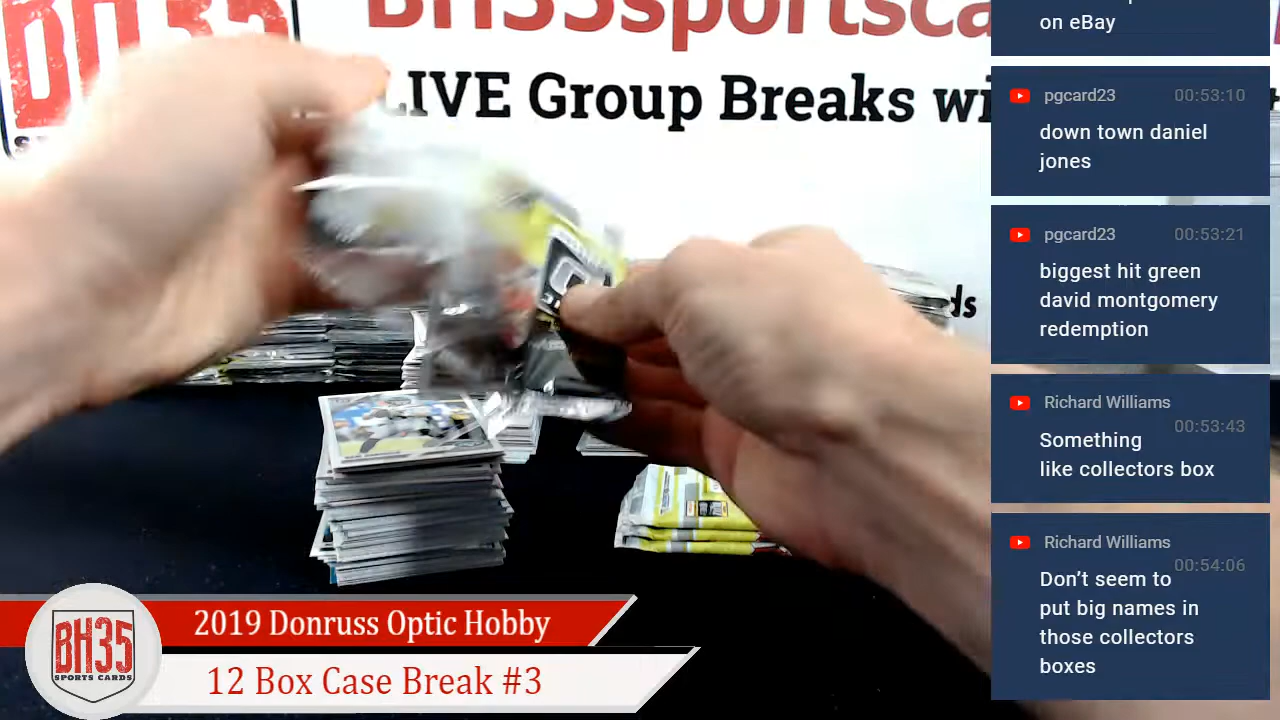 BH35sportsca
LIVE Group Breaks wi
ds
on eBay
pgcard23 00:53:10
down town daniel
jones
pgcard23 00:53:21
biggest hit green
david montgomery
redemption
Richard Williams
00:53:43
Something
like collectors box
Richard Williams
00:54:06
Don’t seem to
put big names in
those collectors
boxes
BH35
SPORTS CARDS
2019 Donruss Optic Hobby
12 Box Case Break #3